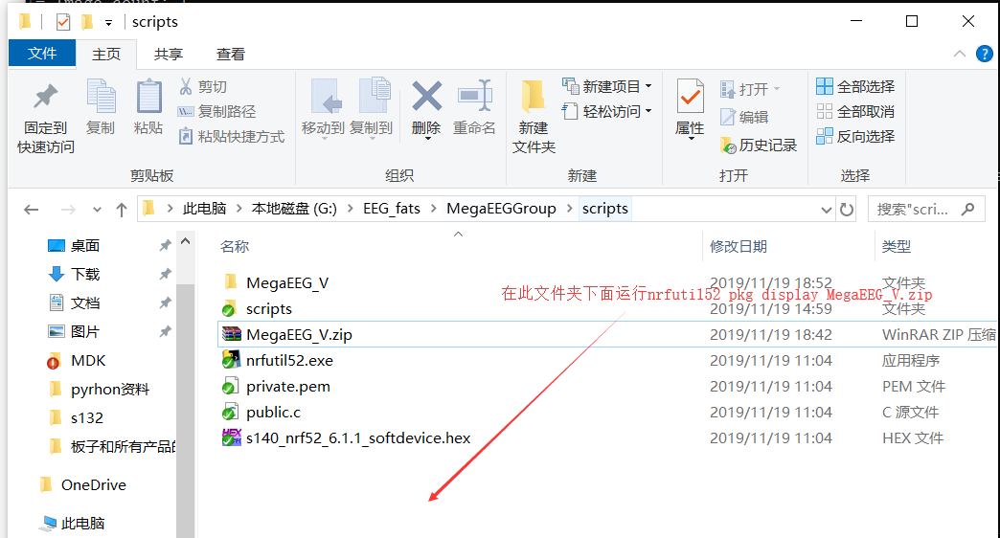 scripts
文件 主页 共享 查看
固定到快速访问
复制
粘贴
剪切
复制路径
粘贴快捷方式
剪贴板
移动到 复制到 删除 重命名
组织
新建
文件夹
新建项目
轻松访问
新建
属性
打开
编辑
历史记录
打开
全部选择
全部取消
反向选择
选择
此电脑 > 本地磁盘 (G:) > EEG_fats > MegaEEGGroup > scripts
搜索"scri...
桌面
下载
文档
图片
MDK
pyrhon资料
s132
板子和所有产品的
OneDrive
此电脑
名称 修改日期 类型
MegaEEG_V 2019/11/19 18:52 文件夹
在此文件夹下面运行nrfutil52 pkg display MegaEEG_V.zip
scripts 2019/11/19 14:59 文件夹
MegaEEG_V.zip 2019/11/19 18:42 WinRAR ZIP 压缩
nrfutil52.exe 2019/11/19 11:04 应用程序
private.pem 2019/11/19 11:04 PEM 文件
public.c 2019/11/19 11:04 C 源文件
s140_nrf52_6.1.1_softdevice.hex 2019/11/19 11:04 HEX 文件